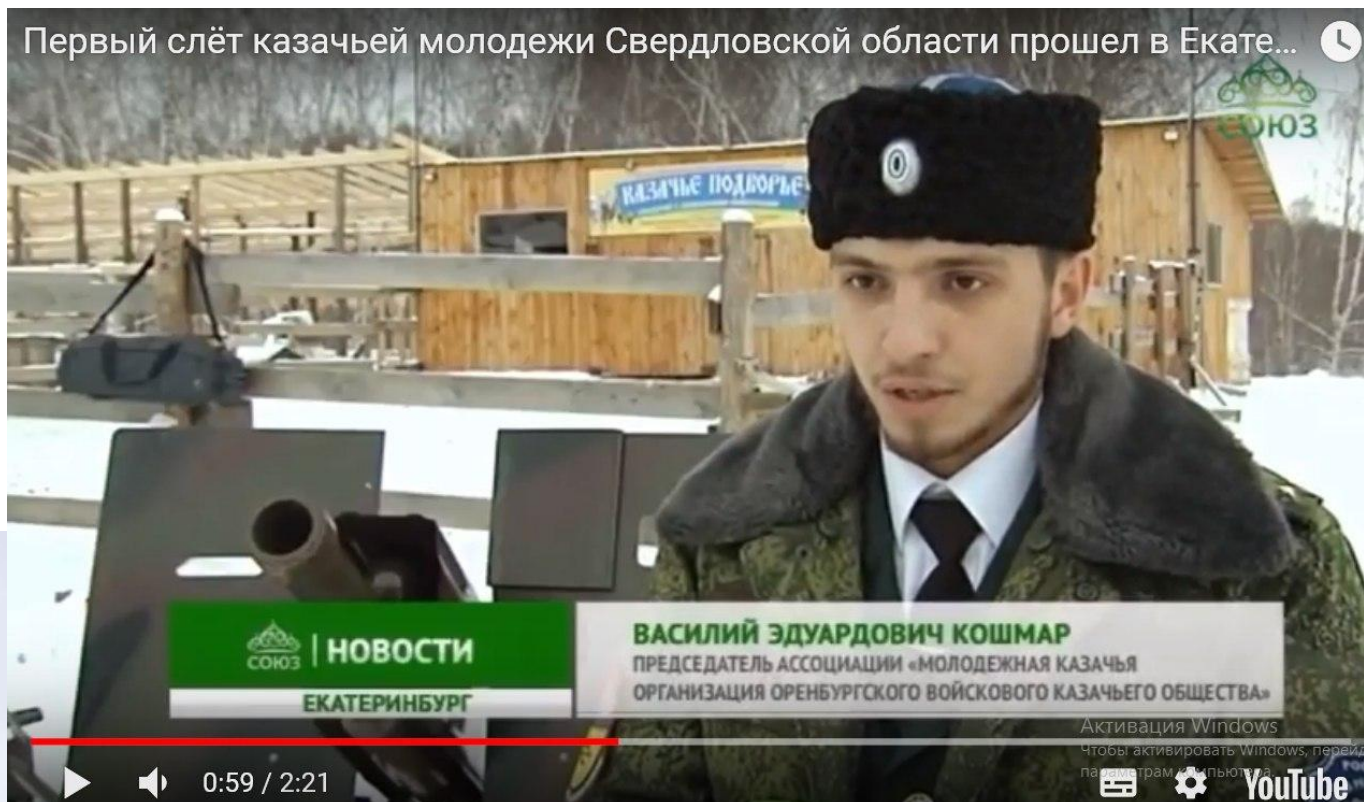 Первый слёт казачьей молодежи Свердловской области прошел в Екате...
СОЮЗ
КАЗАЧЬЕ ПОДВОРЬЕ
СОЮЗ
НОВОСТИ
ЕКАТЕРИНБУРГ
ВАСИЛИЙ ЭДУАРДОВИЧ КОШМАР
ПРЕДСЕДАТЕЛЬ АССОЦИАЦИИ «МОЛОДЕЖНАЯ КАЗАЧЬЯ
ОРГАНИЗАЦИЯ ОРЕНБУРГСКОГО ВОЙСКОВОГО КАЗАЧЬЕГО ОБЩЕСТВА»
Активация Windows
Чтобы активировать Windows, перейд
параметрам компьютера.
0:59 / 2:21
YouTube